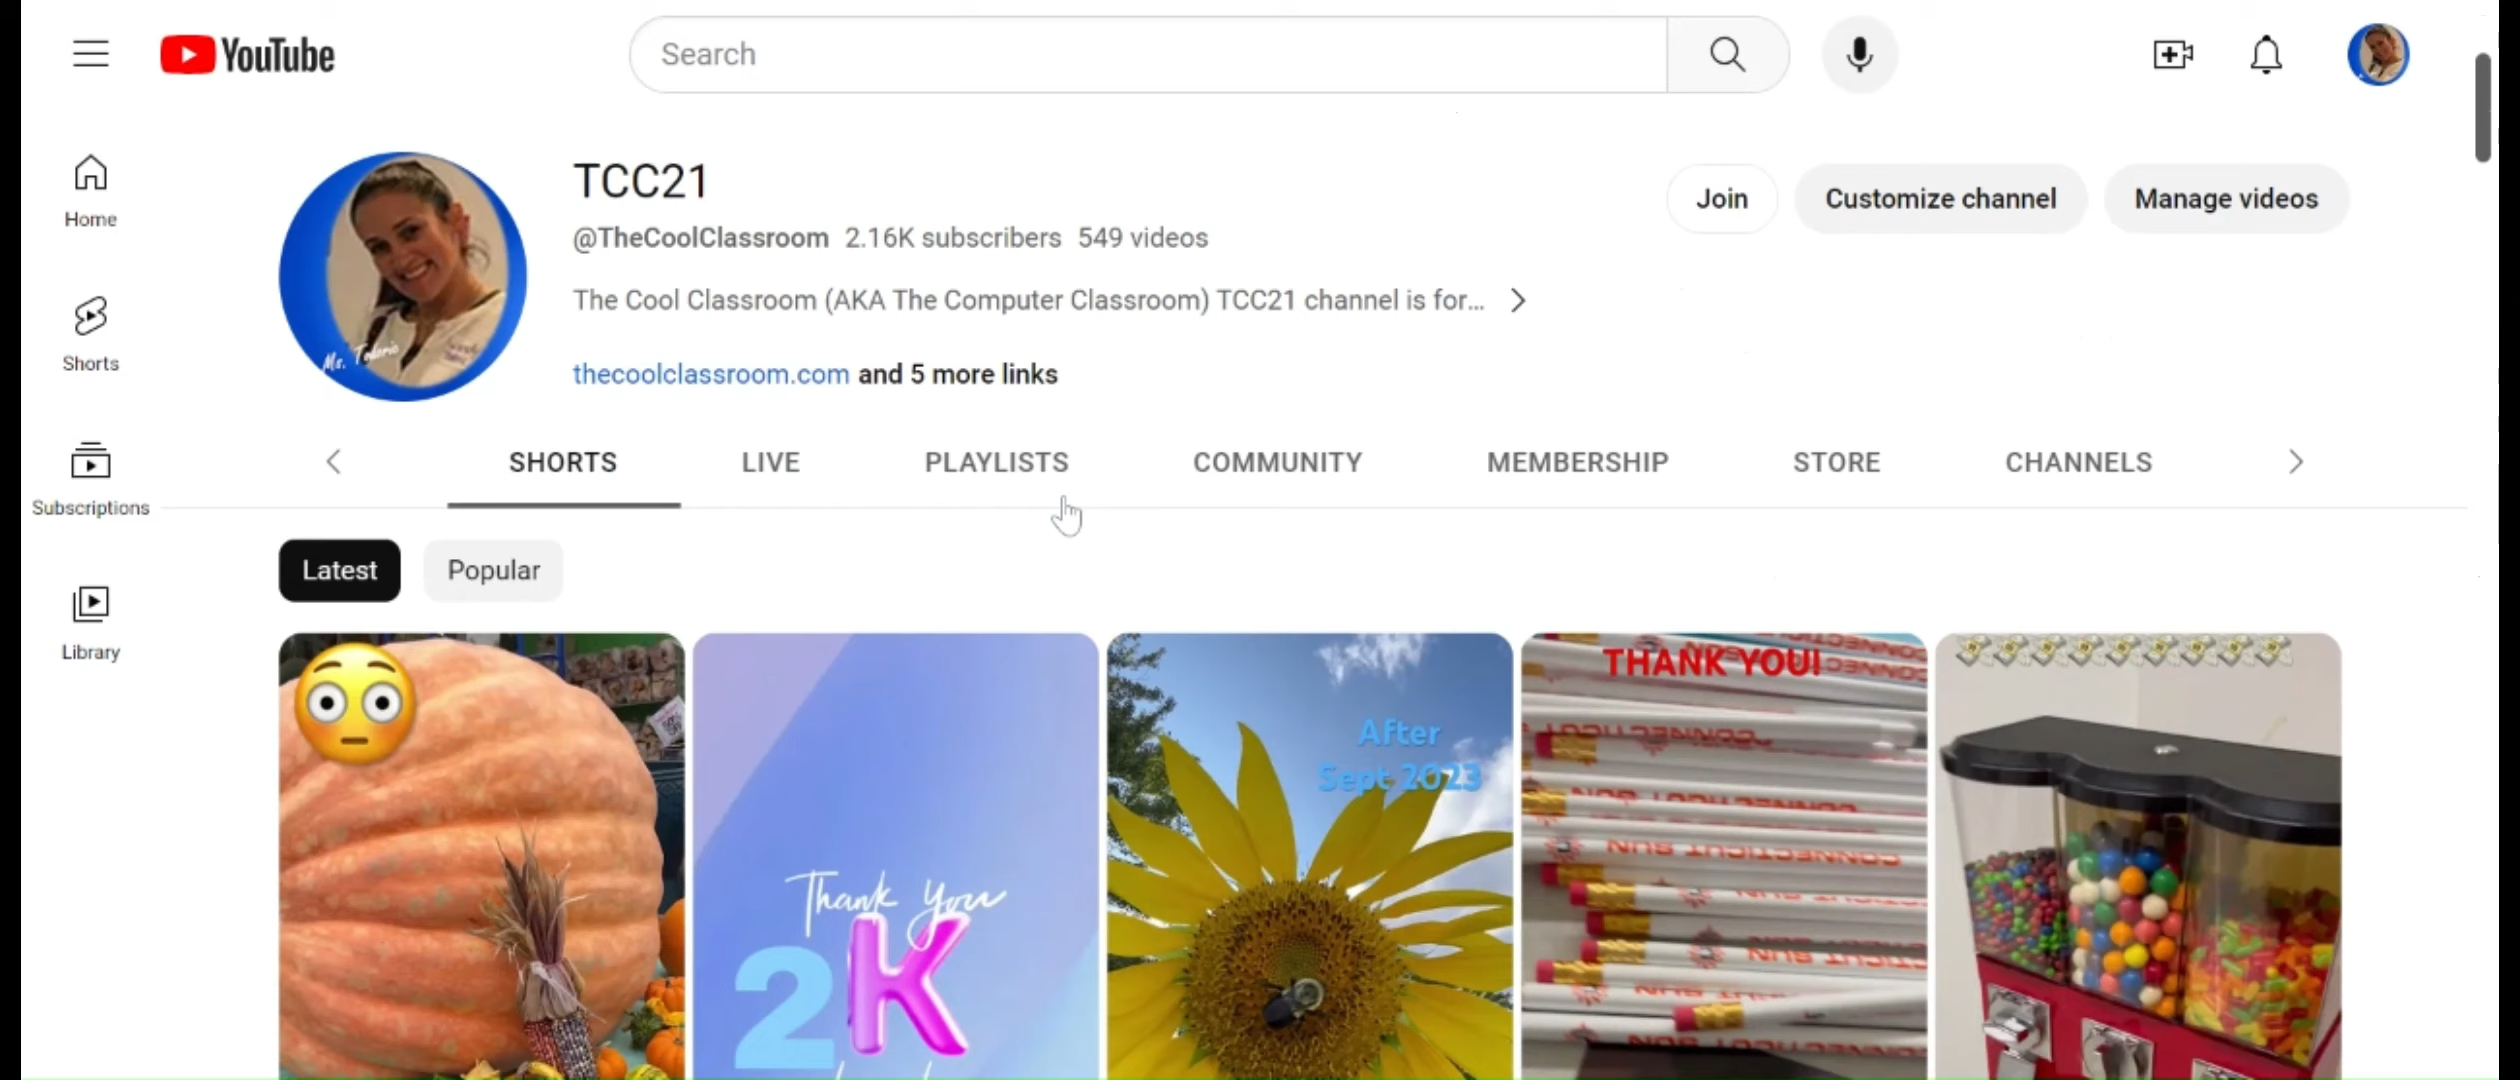 YouTube
Search
Home
Shorts
Subscriptions
Library
TCC21
@TheCoolClassroom 2.16K subscribers 549 videos
The Cool Classroom (AKA The Computer Classroom) TCC21 channel is for...
thecoolclassroom.com and 5 more links
Join
Customize channel
Manage videos
SHORTS
LIVE
PLAYLISTS
COMMUNITY
MEMBERSHIP
STORE
CHANNELS
Latest
Popular
Thank You
2K
After
Sept 2023
THANK YOU!
CONNECTICUT SUN